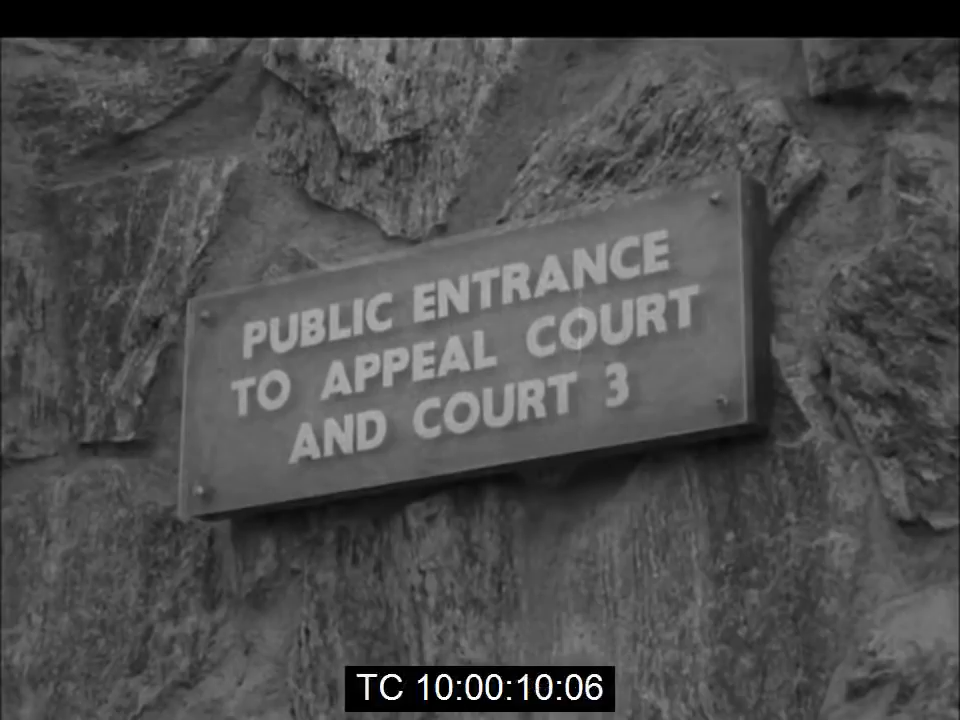 PUBLIC ENTRANCE
TO APPEAL COURT
AND COURT 3
TC 10:00:10:06